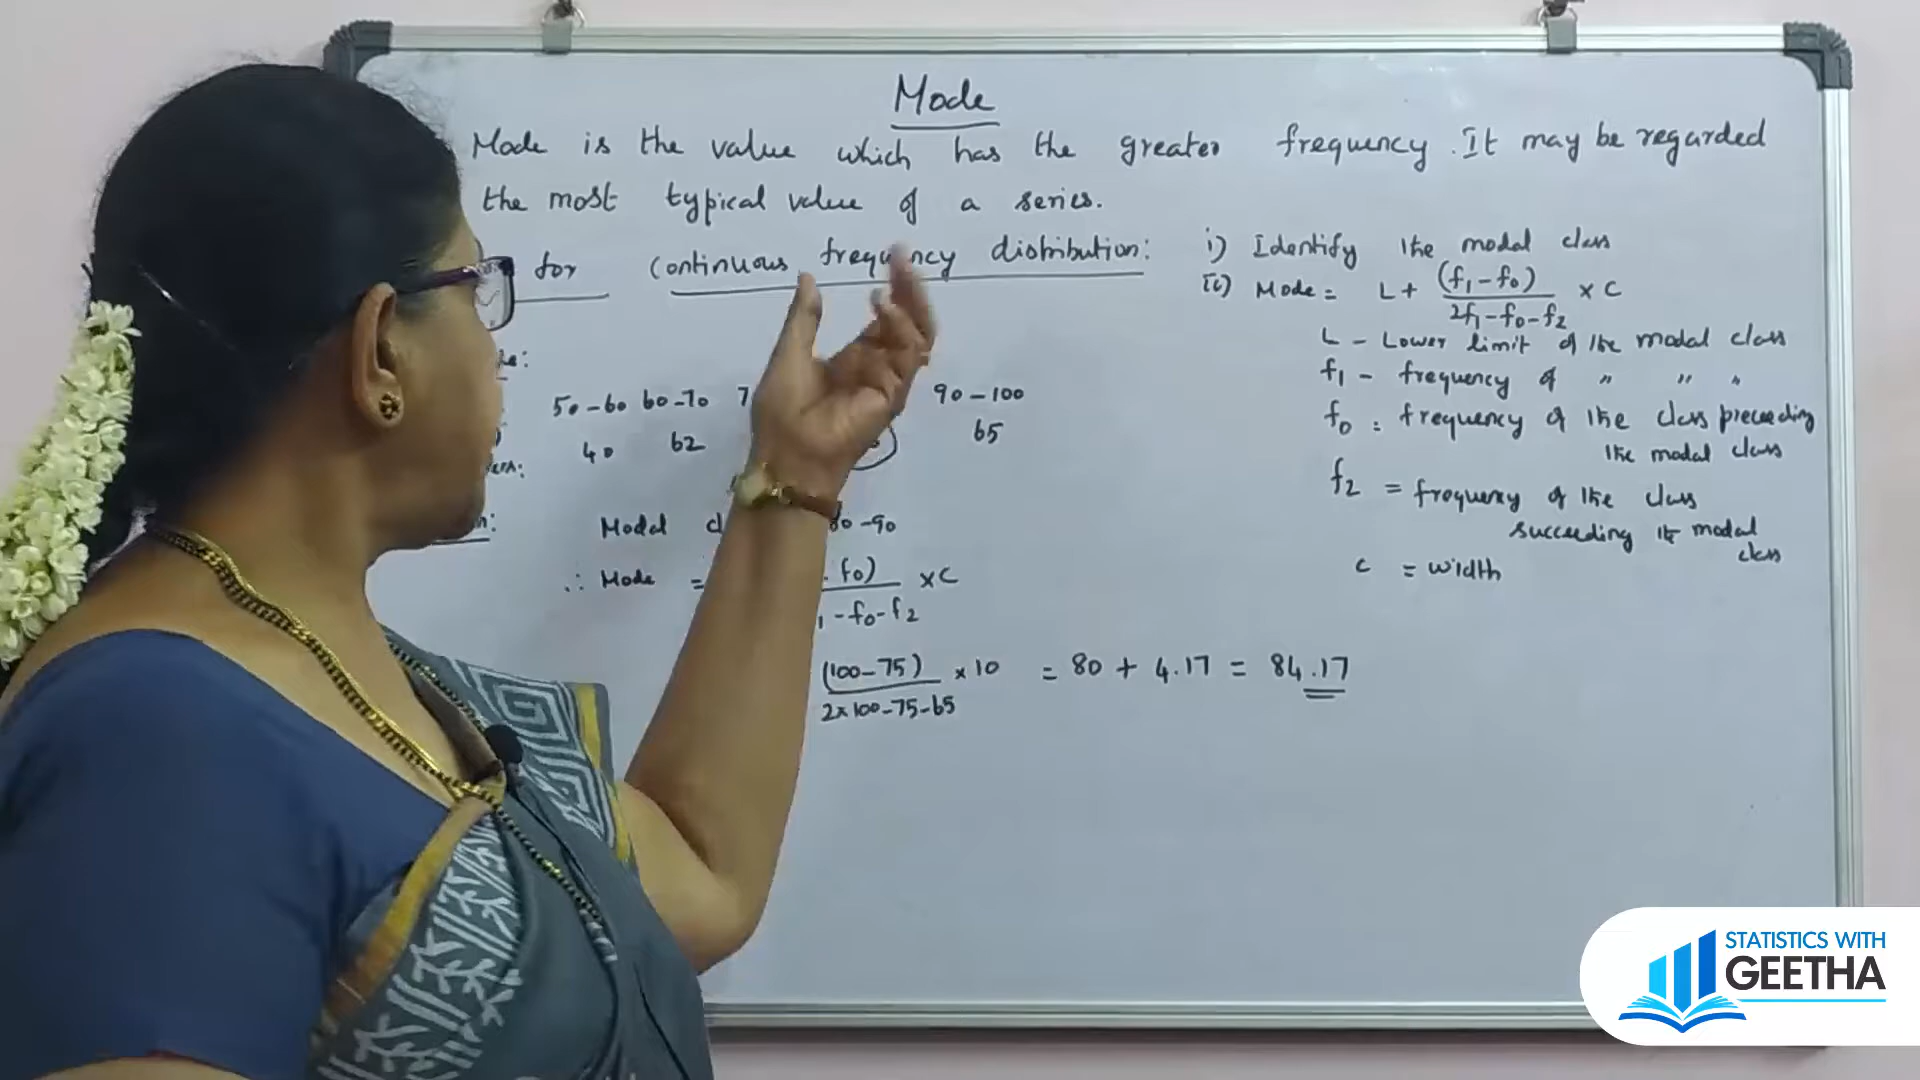 Mode
Mode is the value which has the greater frequency. It may be regarded
the most typical value of a series.
for continuous frequency distribution:
i) Identify the modal class
ii) Mode = L + (f1 - f0) / 2f1 - f0 - f2 × C
L - Lower limit of the modal class
f1 - frequency of " " "
f0 = frequency of the class preceeding
the modal class
f2 = frequency of the class
succeeding the modal
class
c = width
50-60 60-70 90-100
40 62 65
Modal 80-90
∴ Mode = f0) × C
- f0 - f2
(100-75) / 2×100-75-65 × 10 = 80 + 4.17 = 84.17
STATISTICS WITH
GEETHA